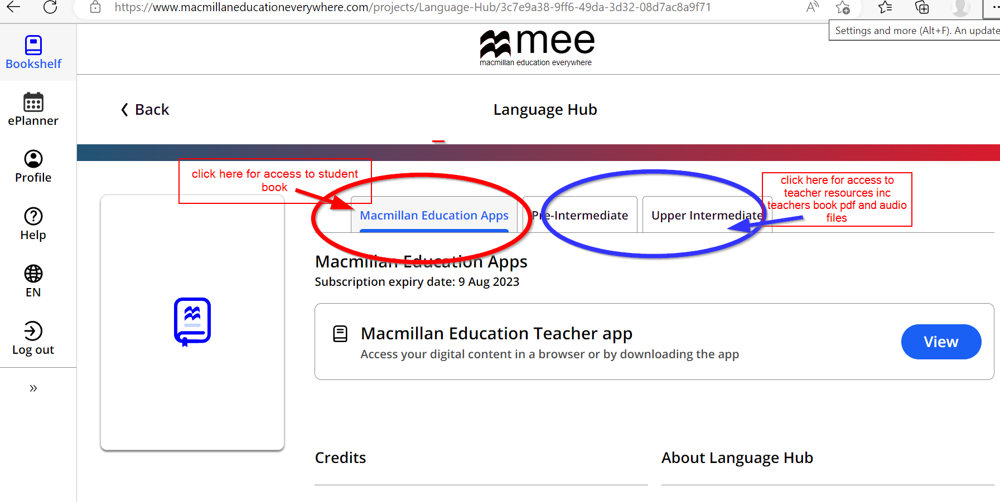 https://www.macmillaneducationeverywhere.com/projects/Language-Hub/3c7e9a38-9ff6-49da-3d32-08d7ac8a9f71
Settings and more (Alt+F). An update
Bookshelf
ePlanner
Profile
Help
EN
Log out
mee
macmillan education everywhere
Back
Language Hub
click here for access to student
book
click here for access to
teacher resources inc
teachers book pdf and audio
files
Macmillan Education Apps
Pre-Intermediate
Upper Intermediate
Macmillan Education Apps
Subscription expiry date: 9 Aug 2023
Macmillan Education Teacher app
Access your digital content in a browser or by downloading the app
View
Credits
About Language Hub